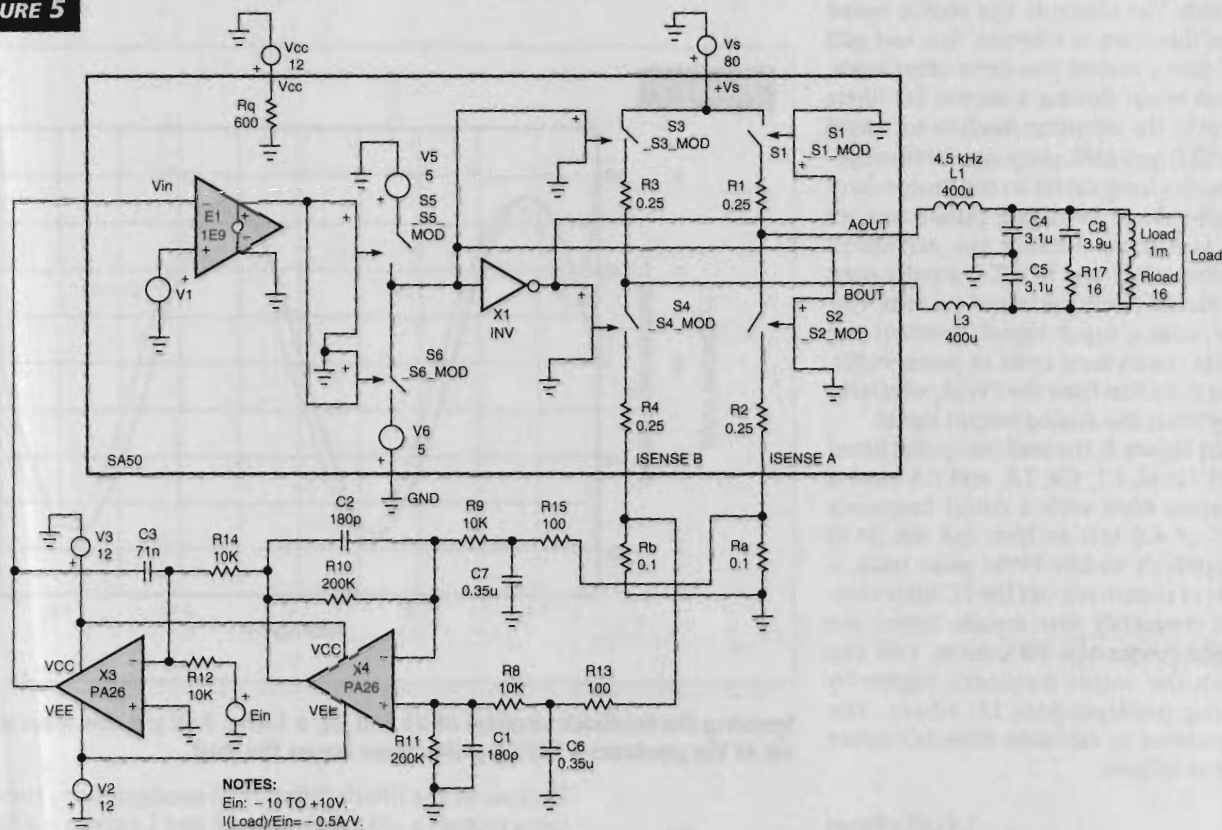 URE 5
Vcc
12
+
Vcc
Rq
600
Vs
80
+
+Vs
V5
5
+
S5
S5_
MOD
Vin
E1
1E9
+
V1
S3
_S3_MOD
S1
S1
_S1_MOD
R3
0.25
R1
0.25
4.5 kHz
L1
400u
AOUT
C4
3.1u
C8
3.9u
Lload
1m
Load
C5
3.1u
R17
16
Rload
16
X1
INV
BOUT
L3
400u
S4
S4_MOD
S2
_S2_MOD
S6
_S6_MOD
V6
5
+
R4
0.25
R2
0.25
SA50
GND
ISENSE B
ISENSE A
V3
12
+
C3
71n
R14
10K
C2
180p
R10
200K
R9
10K
R15
100
C7
0.35u
Rb
0.1
Ra
0.1
VCC
X3
PA26
VEE
R12
10K
Ein
+
VCC
X4
PA26
VEE
R8
10K
R13
100
R11
200K
C1
180p
C6
0.35u
V2
12
+
NOTES:
Ein: –10 TO +10V.
I(Load)/Ein= –0.5A/V.